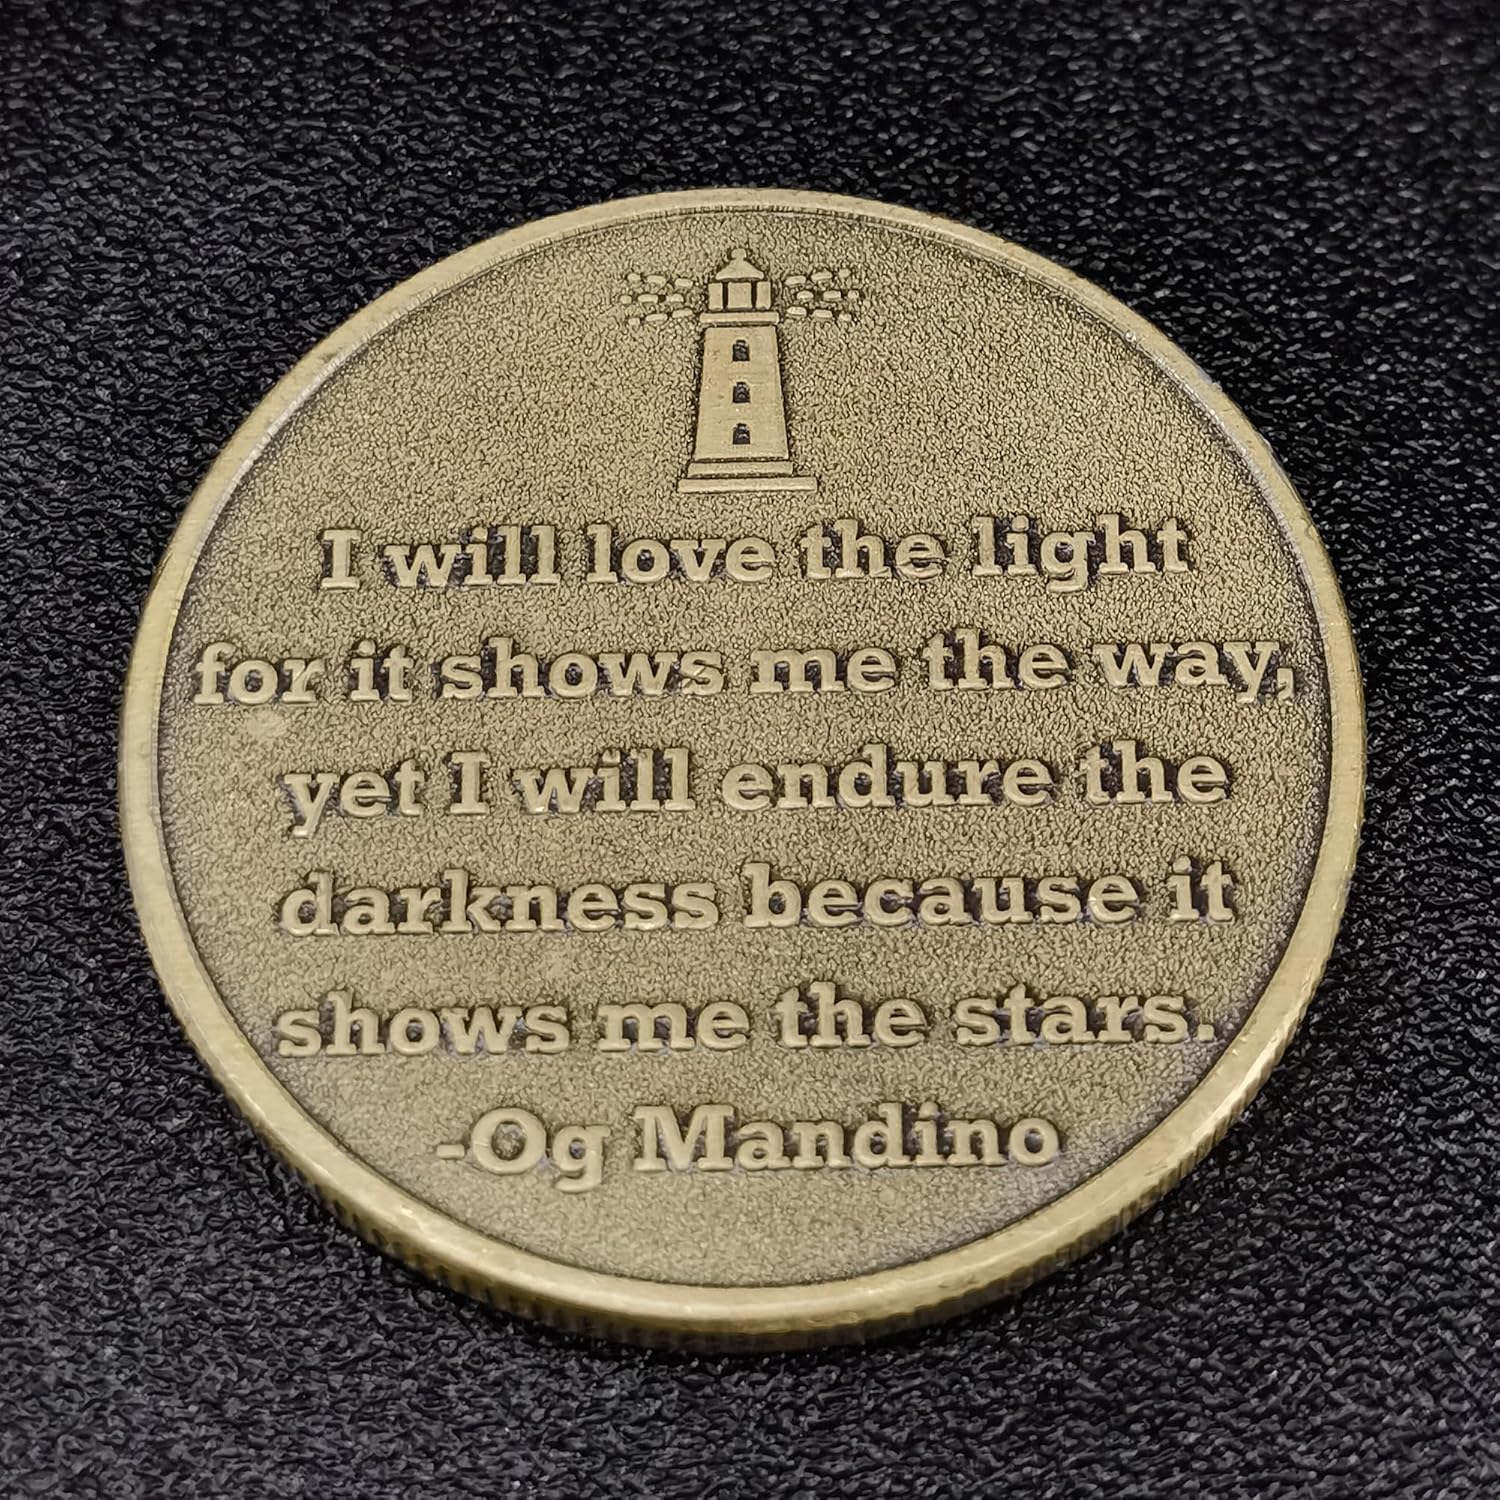 I will love the light
for it shows me the way,
yet I will endure the
darkness because it
shows me the stars.
-Og Mandino